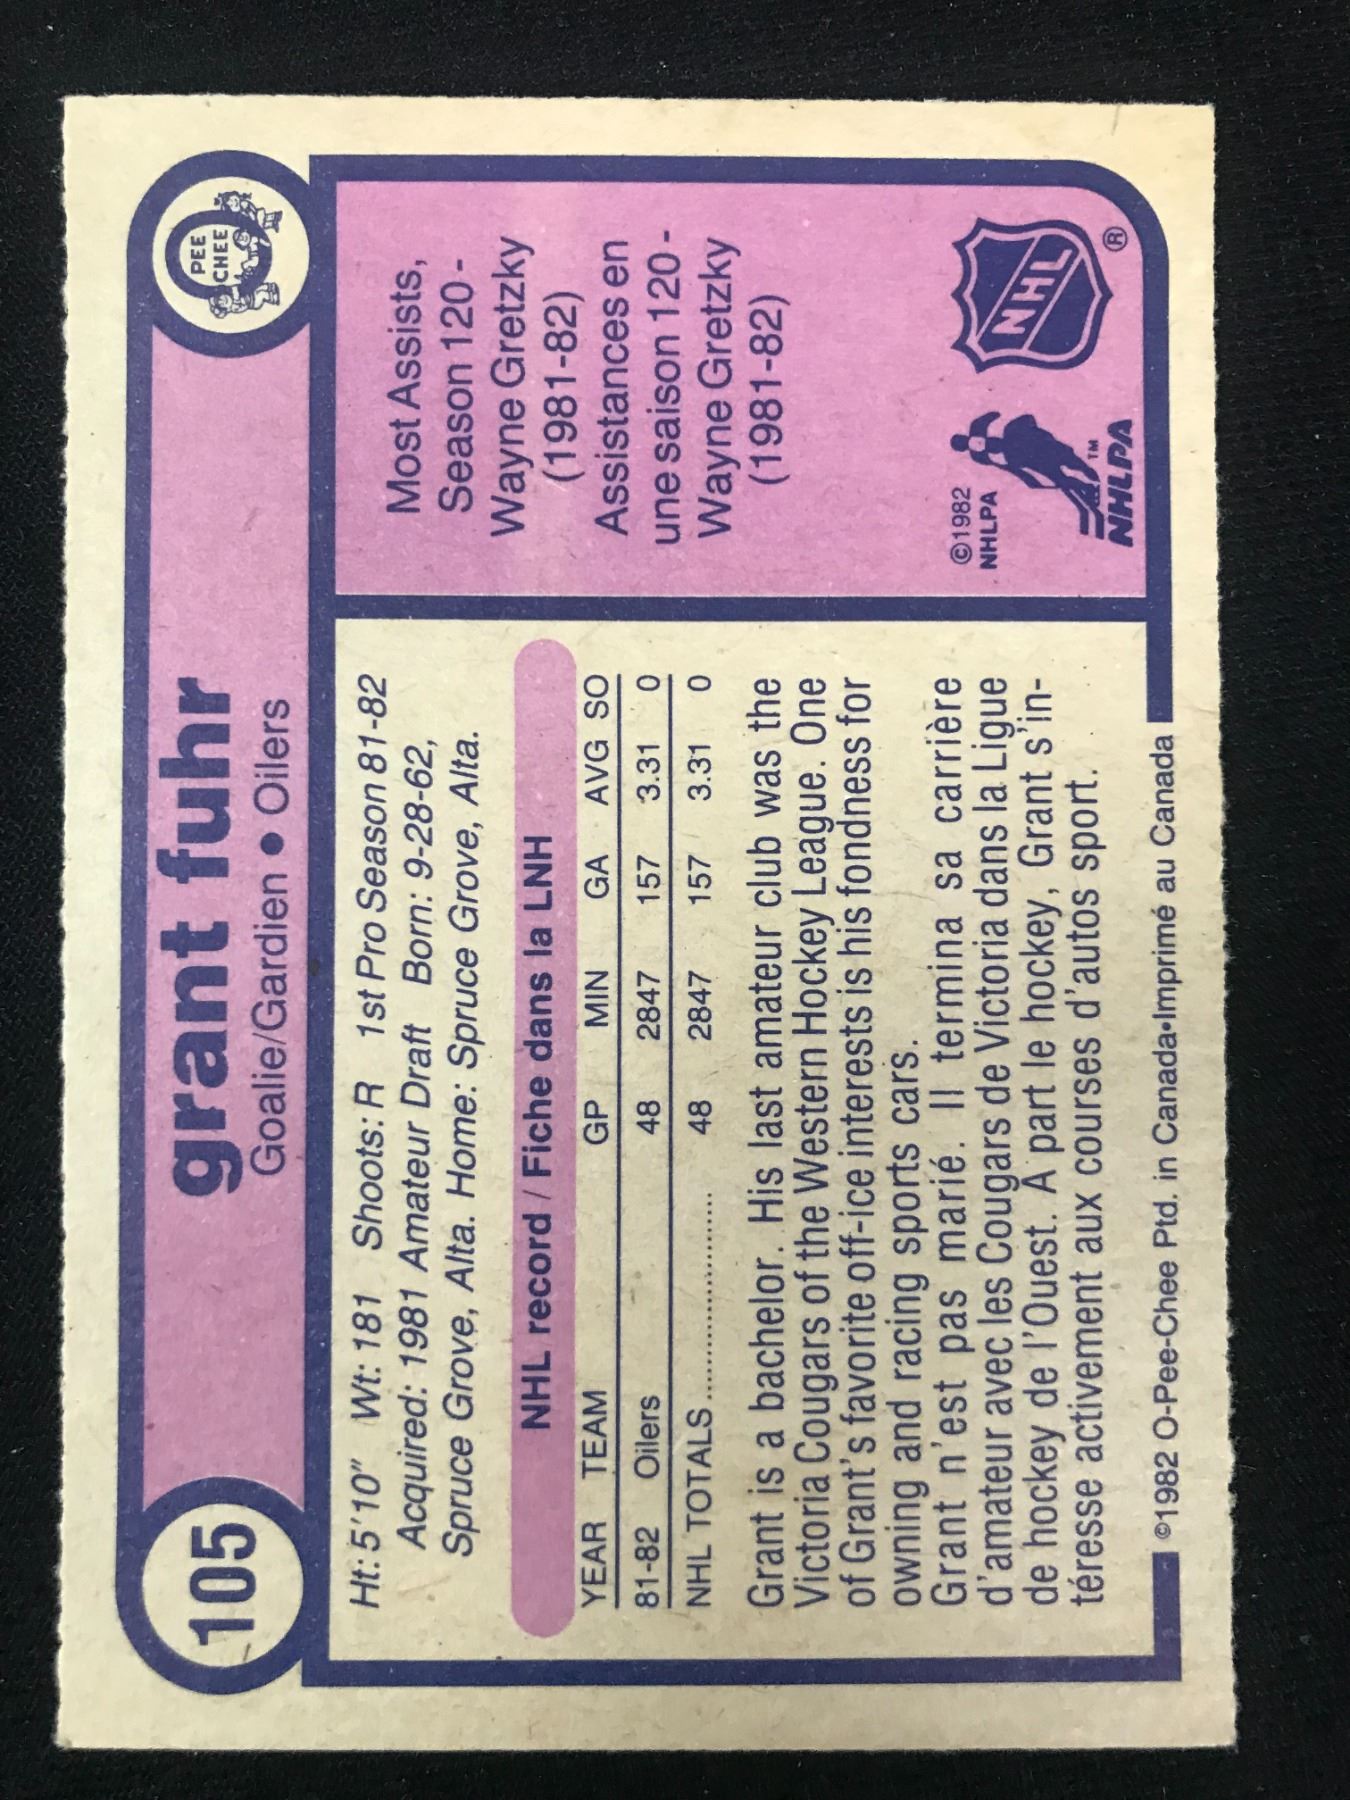 105
grant fuhr
Goalie/Gardien • Oilers
O
PEE
CHEE
Ht: 5'10" Wt: 181 Shoots: R 1st Pro Season 81-82
Acquired: 1981 Amateur Draft Born: 9-28-62,
Spruce Grove, Alta. Home: Spruce Grove, Alta.
NHL record / Fiche dans la LNH
YEAR TEAM GP MIN GA AVG SO
81-82 Oilers 48 2847 157 3.31 0
NHL TOTALS .................... 48 2847 157 3.31 0
Grant is a bachelor. His last amateur club was the
Victoria Cougars of the Western Hockey League. One
of Grant's favorite off-ice interests is his fondness for
owning and racing sports cars.
Grant n'est pas marié. Il termina sa carrière
d'amateur avec les Cougars de Victoria dans la Ligue
de hockey de l'Ouest. À part le hockey, Grant s'in-
téresse activement aux courses d'autos sport.
Most Assists,
Season 120 -
Wayne Gretzky
(1981-82)
Assistances en
une saison 120 -
Wayne Gretzky
(1981-82)
©1982
NHLPA
TM
NHLPA
NHL
®
©1982 O-Pee-Chee Ptd. in Canada•Imprimé au Canada